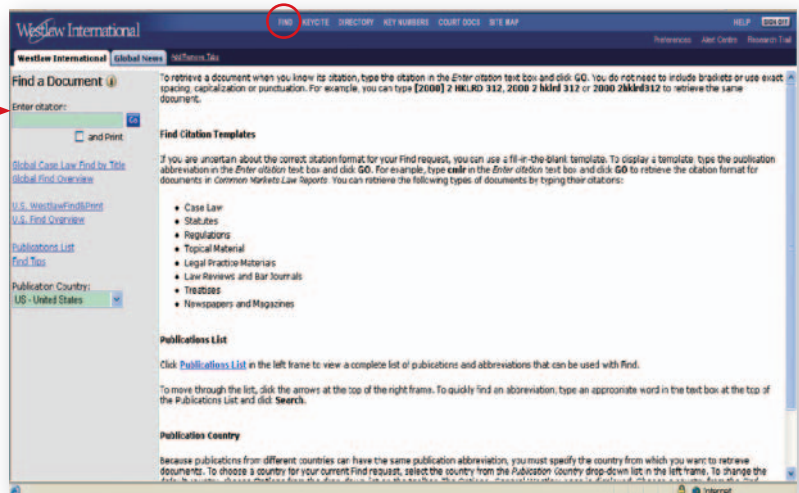 Westlaw International
FIND KEYCITE DIRECTORY KEY NUMBERS COURT DOCS SITE MAP
HELP SIGN OFF
Preferences Alert Centre Research Trail
Westlaw International Global News Add/Remove Tabs
Find a Document
Enter citation:
GO
and Print
Global Case Law Find by Title
Global Find Overview
U.S. WestlawFind&Print
U.S. Find Overview
Publications List
Find Tips
Publication Country:
US - United States
To retrieve a document when you know its citation, type the citation in the Enter citation text box and click GO. You do not need to include brackets or use exact
spacing, capitalization or punctuation. For example, you can type [2000] 2 HKLRD 312, 2000 2 hklrd 312 or 2000 2hklrd312 to retrieve the same
document.
Find Citation Templates
If you are uncertain about the correct citation format for your Find request, you can use a fill-in-the-blank template. To display a template, type the publication
abbreviation in the Enter citation text box and click GO. For example, type cmlr in the Enter citation text box and click GO to retrieve the citation format for
documents in Common Markets Law Reports. You can retrieve the following types of documents by typing their citations:
• Case Law
• Statutes
• Regulations
• Topical Material
• Legal Practice Materials
• Law Reviews and Bar Journals
• Treatises
• Newspapers and Magazines
Publications List
Click Publications List in the left frame to view a complete list of publications and abbreviations that can be used with Find.
To move through the list, click the arrows at the top of the right frame. To quickly find an abbreviation, type an appropriate word in the text box at the top of
the Publications List and click Search.
Publication Country
Because publications from different countries can have the same publication abbreviation, you must specify the country from which you want to retrieve
documents. To choose a country for your current Find request, select the country from the Publication Country drop-down list in the left frame. To change the
Internet